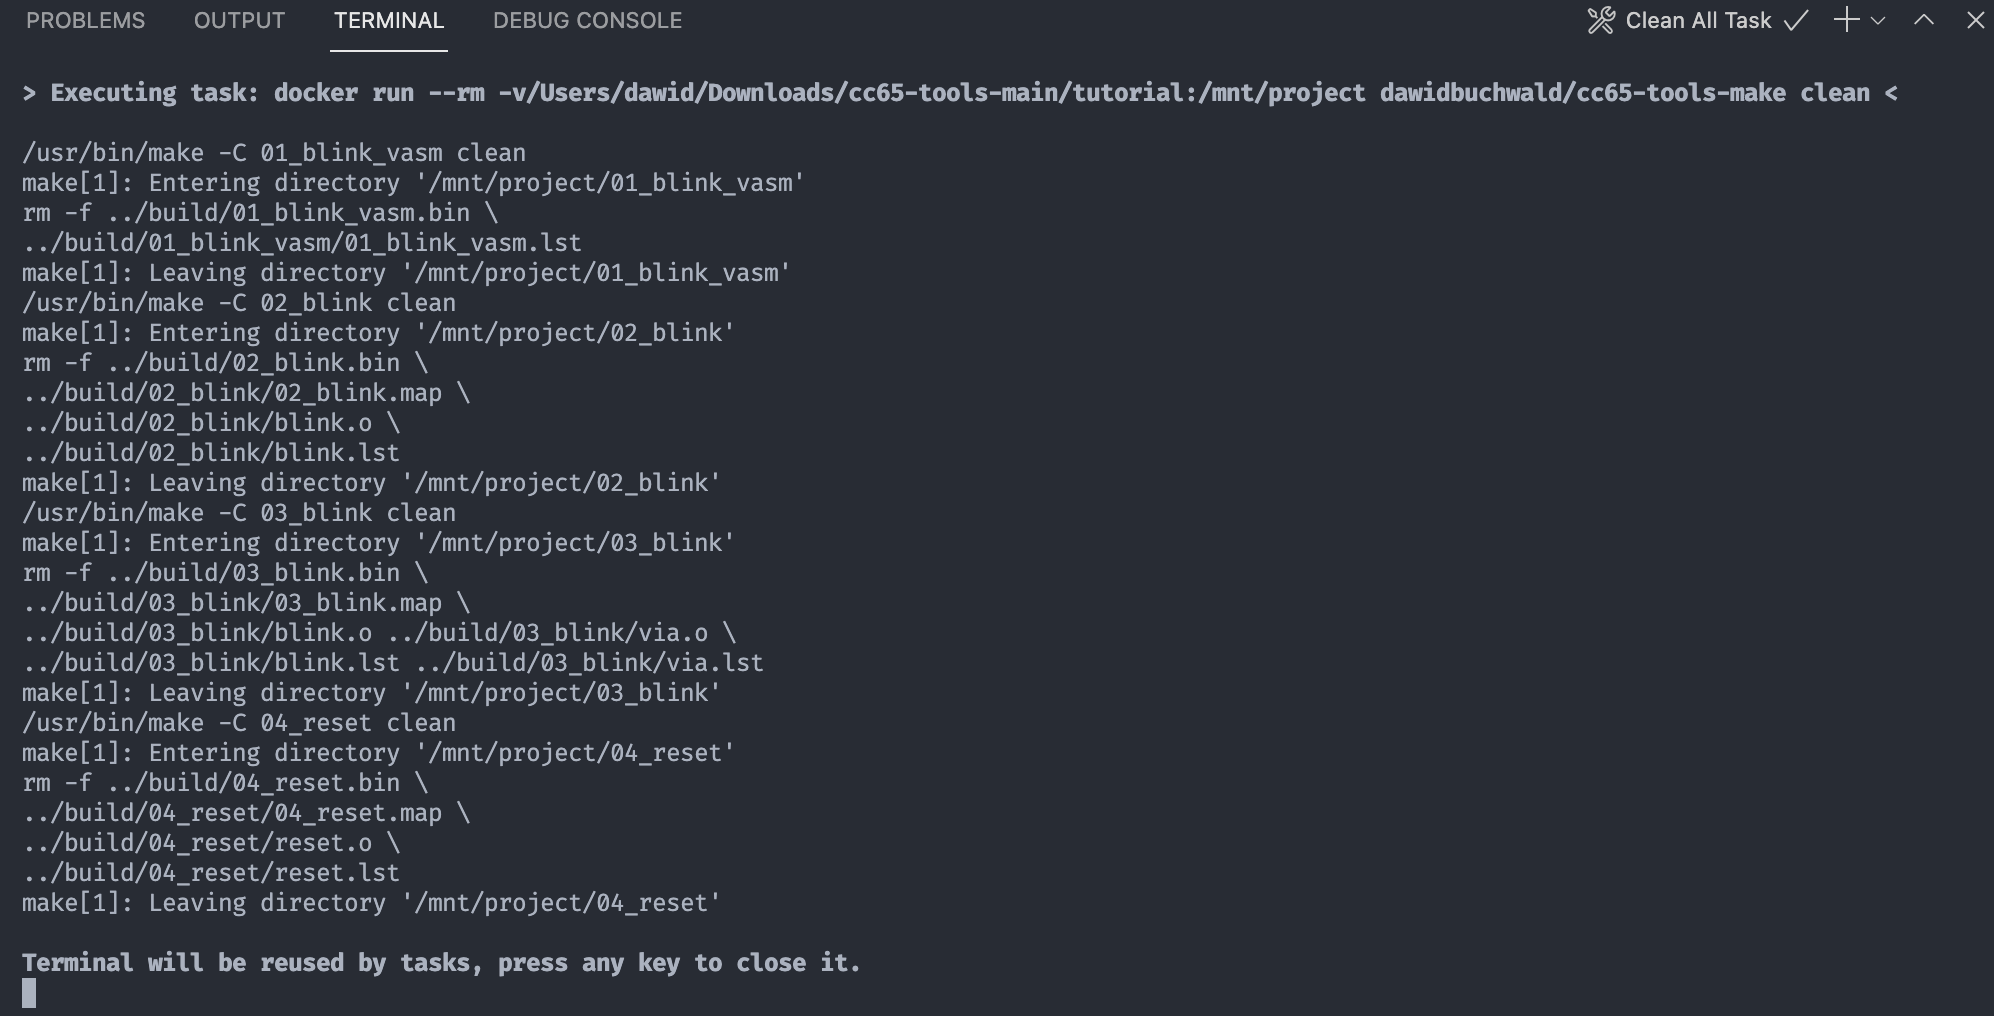 PROBLEMS OUTPUT TERMINAL DEBUG CONSOLE Clean All Task
> Executing task: docker run --rm -v/Users/dawid/Downloads/cc65-tools-main/tutorial:/mnt/project dawidbuchwald/cc65-tools-make clean <
/usr/bin/make -C 01_blink_vasm clean
make[1]: Entering directory '/mnt/project/01_blink_vasm'
rm -f ../build/01_blink_vasm.bin \
../build/01_blink_vasm/01_blink_vasm.lst
make[1]: Leaving directory '/mnt/project/01_blink_vasm'
/usr/bin/make -C 02_blink clean
make[1]: Entering directory '/mnt/project/02_blink'
rm -f ../build/02_blink.bin \
../build/02_blink/02_blink.map \
../build/02_blink/blink.o \
../build/02_blink/blink.lst
make[1]: Leaving directory '/mnt/project/02_blink'
/usr/bin/make -C 03_blink clean
make[1]: Entering directory '/mnt/project/03_blink'
rm -f ../build/03_blink.bin \
../build/03_blink/03_blink.map \
../build/03_blink/blink.o ../build/03_blink/via.o \
../build/03_blink/blink.lst ../build/03_blink/via.lst
make[1]: Leaving directory '/mnt/project/03_blink'
/usr/bin/make -C 04_reset clean
make[1]: Entering directory '/mnt/project/04_reset'
rm -f ../build/04_reset.bin \
../build/04_reset/04_reset.map \
../build/04_reset/reset.o \
../build/04_reset/reset.lst
make[1]: Leaving directory '/mnt/project/04_reset'
Terminal will be reused by tasks, press any key to close it.